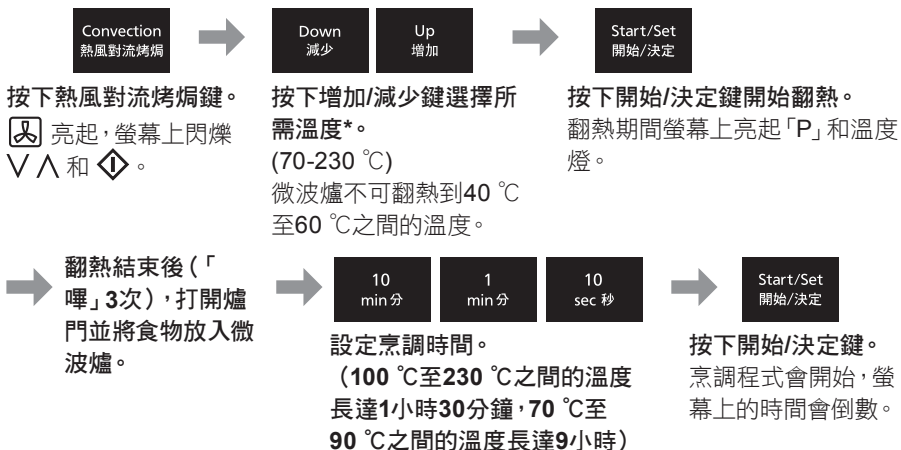 Convection
熱風對流烤焗
Down
減少
Up
增加
Start/Set
開始/決定
按下熱風對流烤焗鍵。
亮起，螢幕上閃爍
∨ ∧ 和 。
按下增加/減少鍵選擇所
需溫度*。
(70-230 ℃)
微波爐不可翻熱到40 ℃
至60 ℃之間的溫度。
按下開始/決定鍵開始翻熱。
翻熱期間螢幕上亮起「P」和溫度
燈。
翻熱結束後（「
嗶」3次），打開爐
門並將食物放入微
波爐。
10
min 分
1
min 分
10
sec 秒
設定烹調時間。
（100 ℃至230 ℃之間的溫度
長達1小時30分鐘，70 ℃至
90 ℃之間的溫度長達9小時）
Start/Set
開始/決定
按下開始/決定鍵。
烹調程式會開始，螢
幕上的時間會倒數。